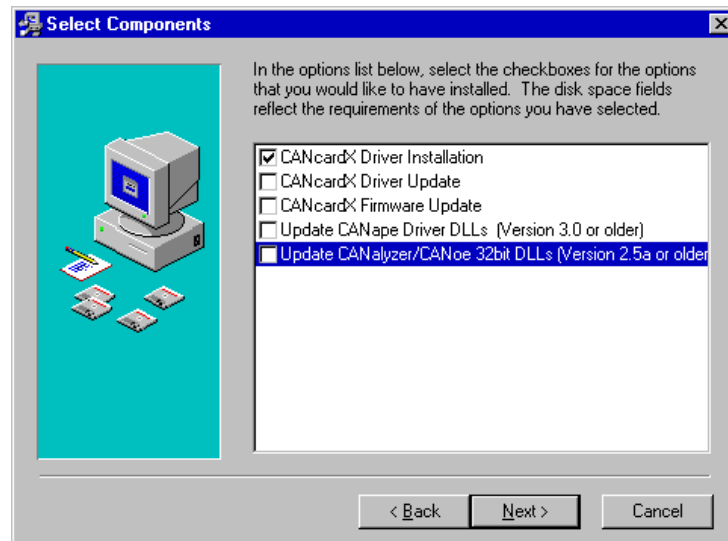 Select Components
In the options list below, select the checkboxes for the options
that you would like to have installed. The disk space fields
reflect the requirements of the options you have selected.
CANcardX Driver Installation
CANcardX Driver Update
CANcardX Firmware Update
Update CANape Driver DLLs (Version 3.0 or older)
Update CANalyzer/CANoe 32bit DLLs (Version 2.5a or older
< Back
Next >
Cancel